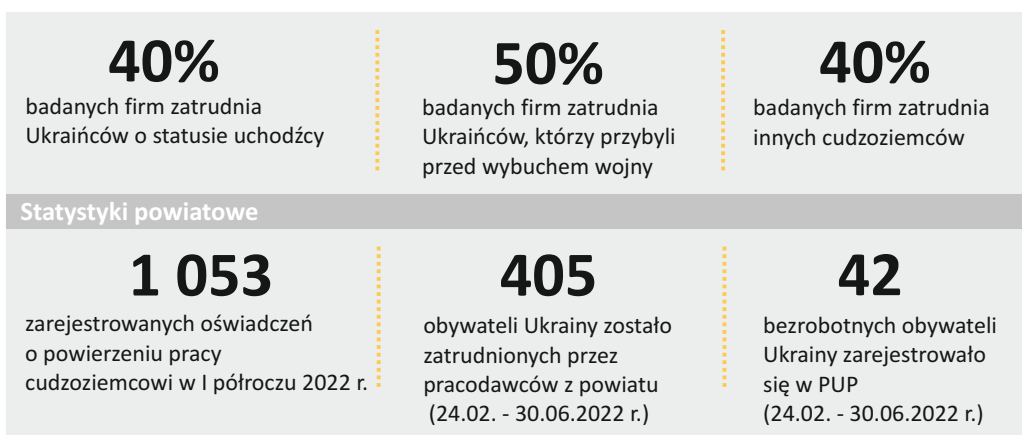 40%
badanych firm zatrudnia
Ukraińców o statusie uchodźcy
50%
badanych firm zatrudnia
Ukraińców, którzy przybyli
przed wybuchem wojny
40%
badanych firm zatrudnia
innych cudzoziemców
Statystyki powiatowe
1 053
zarejestrowanych oświadczeń
o powierzeniu pracy
cudzoziemcowi w I półroczu 2022 r.
405
obywateli Ukrainy zostało
zatrudnionych przez
pracodawców z powiatu
(24.02. - 30.06.2022 r.)
42
bezrobotnych obywateli
Ukrainy zarejestrowało
się w PUP
(24.02. - 30.06.2022 r.)